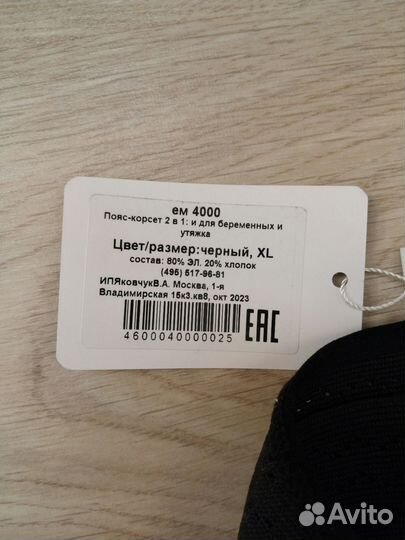 ем 4000
Пояс-корсет 2 в 1: и для беременных и
утяжка
Цвет/размер:черный, XL
состав: 80% ЭЛ. 20% хлопок
(495) 517-96-81
ИПЯковчукВ.А. Москва, 1-я
Владимирская 15к3.кв8, окт 2023
4600040000025
EAC
Avito